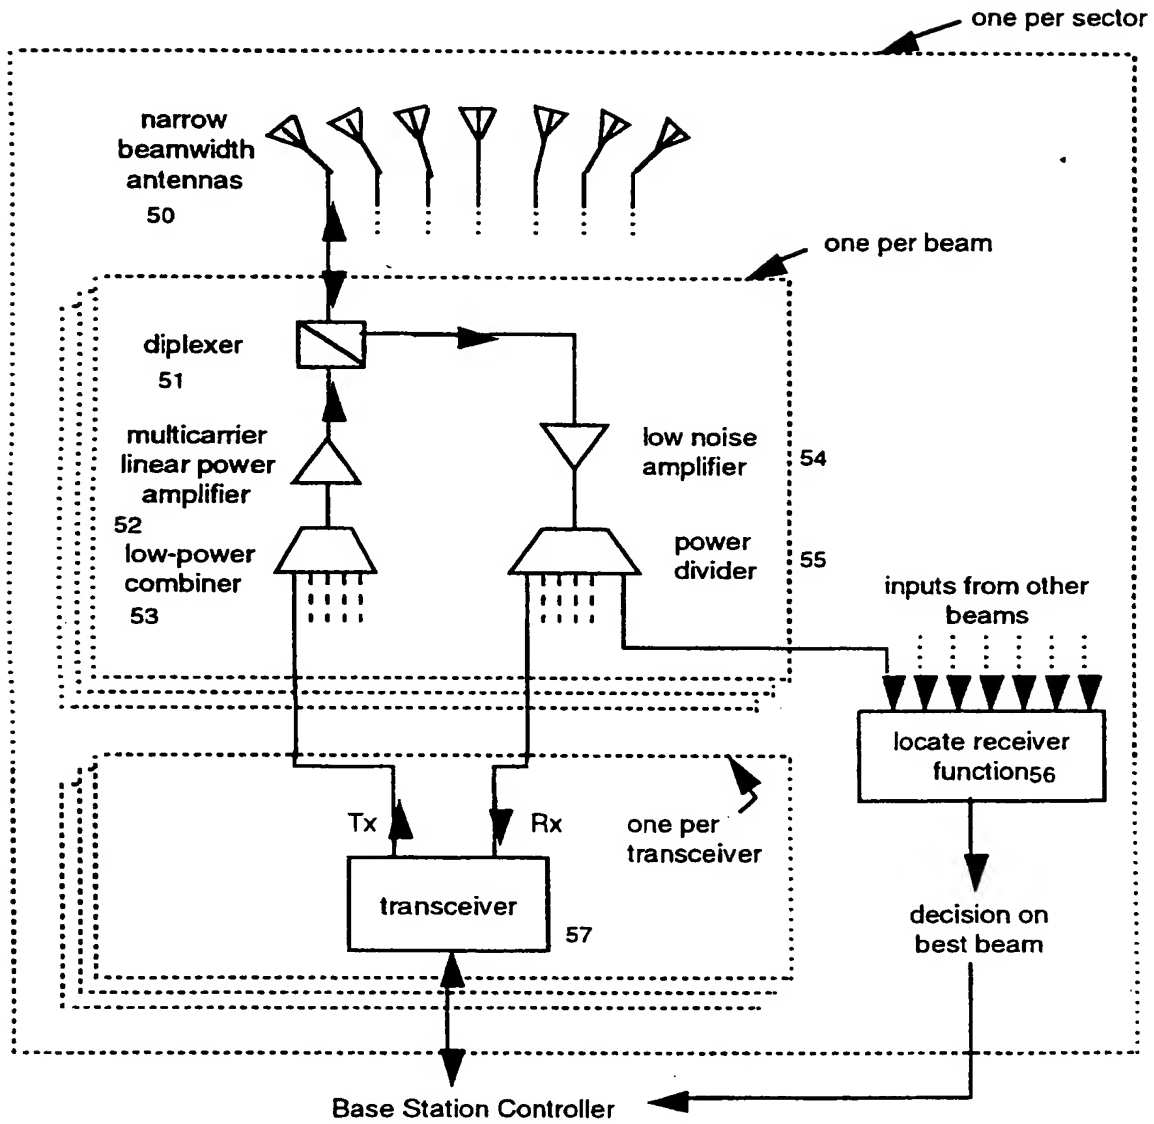 one per sector
narrow
beamwidth
antennas
50
one per beam
diplexer
51
multicarrier
linear power
amplifier
52
low noise
amplifier
54
low-power
combiner
53
power
divider
55
inputs from other
beams
locate receiver
function56
Tx
Rx
one per
transceiver
transceiver
57
decision on
best beam
Base Station Controller